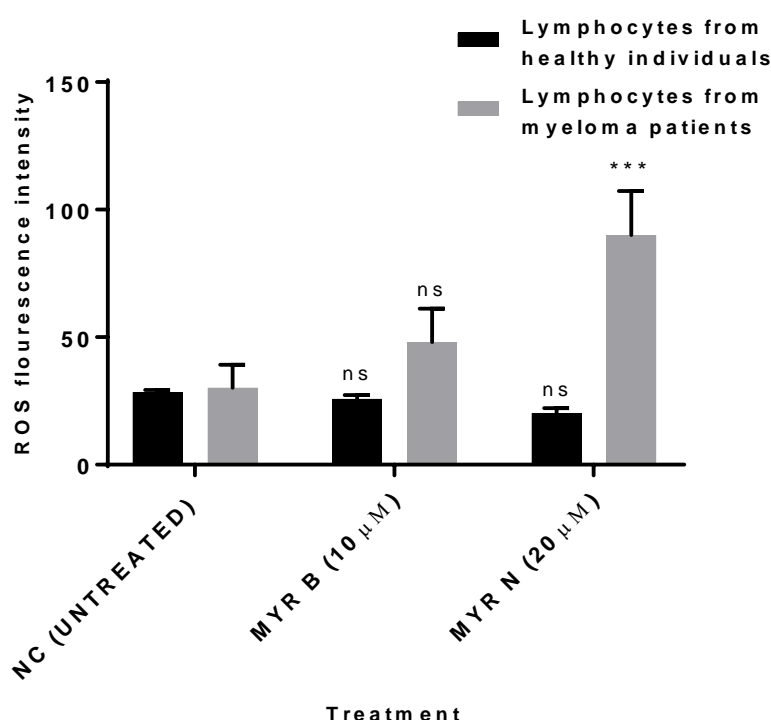 Lymphocytes from
healthy individuals
Lymphocytes from
myeloma patients
ROS flourescence intensity
150
100
50
0
ns
ns
ns
***
NC (UNTREATED)
MYR B (10 μM)
MYR N (20 μM)
Treatment